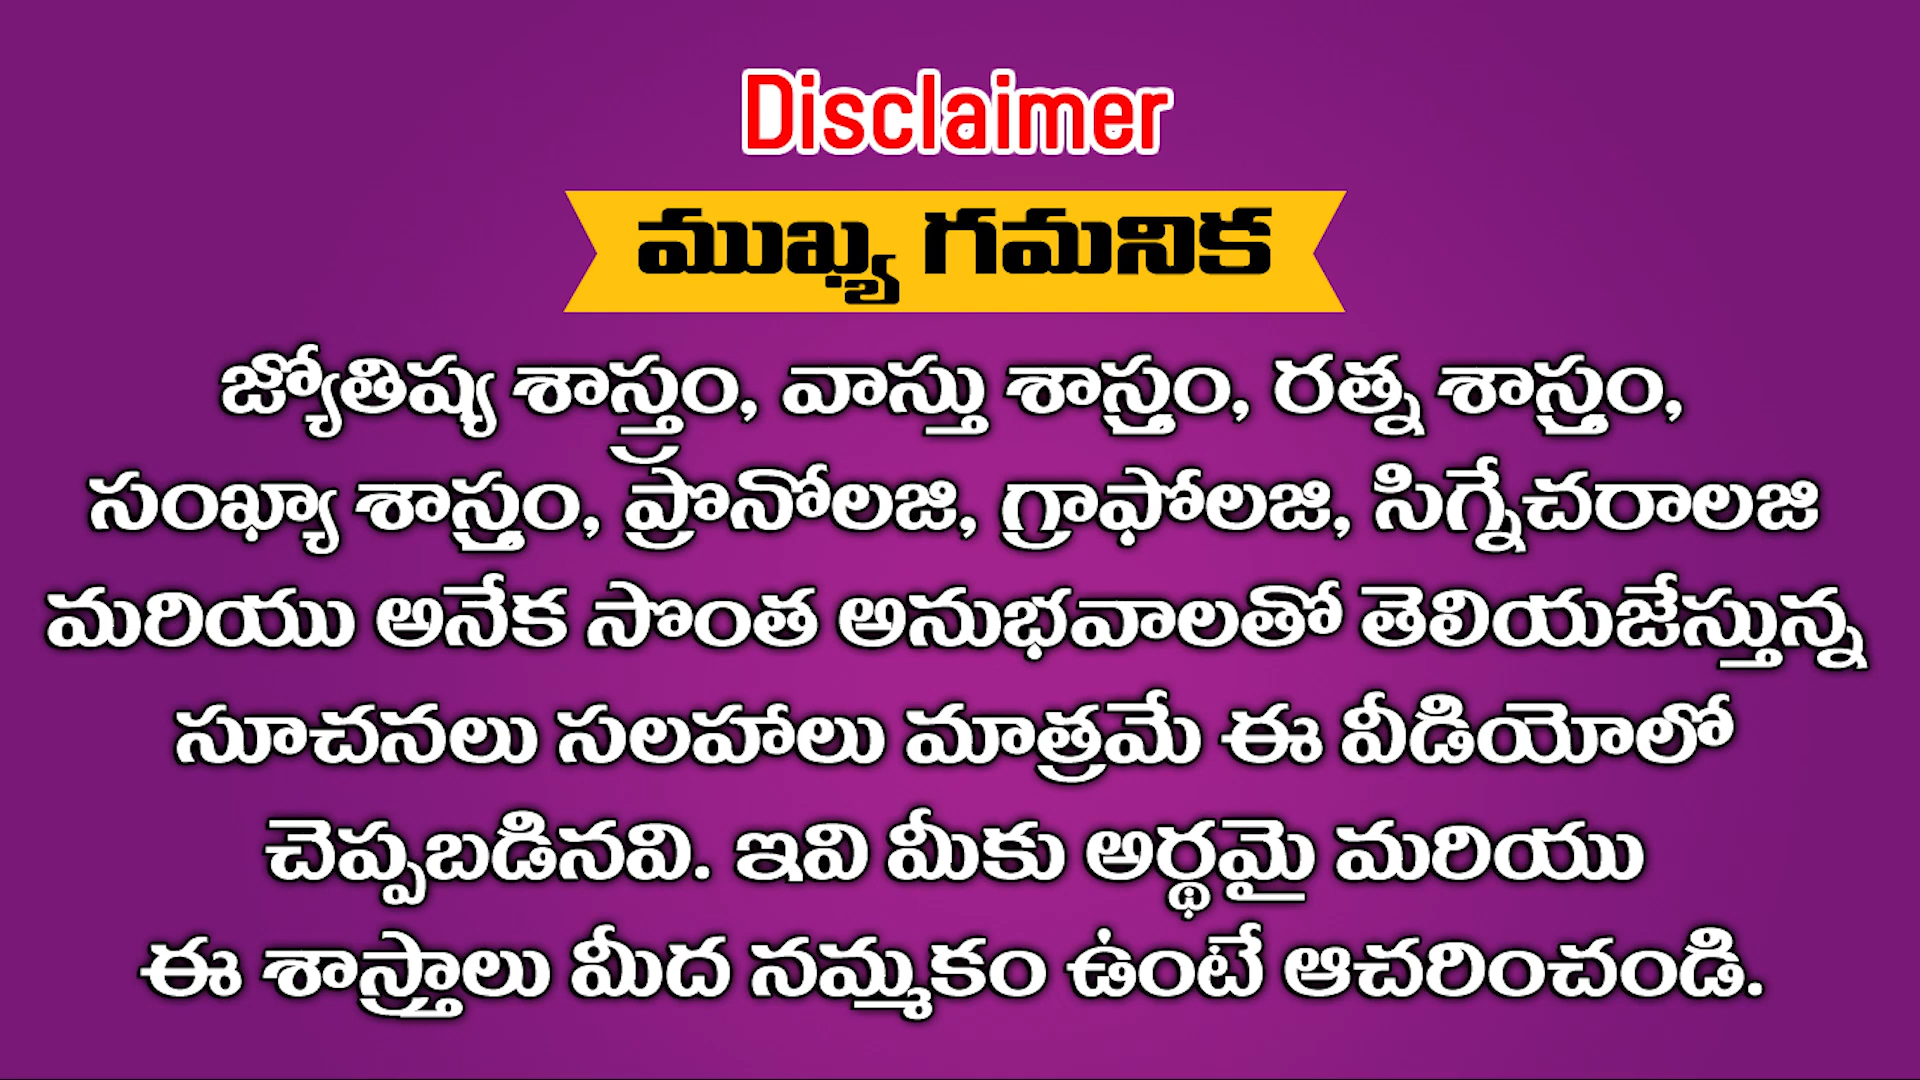 Disclaimer
ముఖ్య గమనిక
జ్యోతిష్య శాస్త్రం, వాస్తు శాస్త్రం, రత్న శాస్త్రం,
సంఖ్యా శాస్త్రం, ప్రొనోలజి, గ్రాఫోలజి, సిగ్నేచరాలజి
మరియు అనేక సొంత అనుభవాలతో తెలియజేస్తున్న
సూచనలు సలహాలు మాత్రమే ఈ వీడియోలో
చెప్పబడినవి. ఇవి మీకు అర్థమై మరియు
ఈ శాస్త్రాలు మీద నమ్మకం ఉంటే ఆచరించండి.